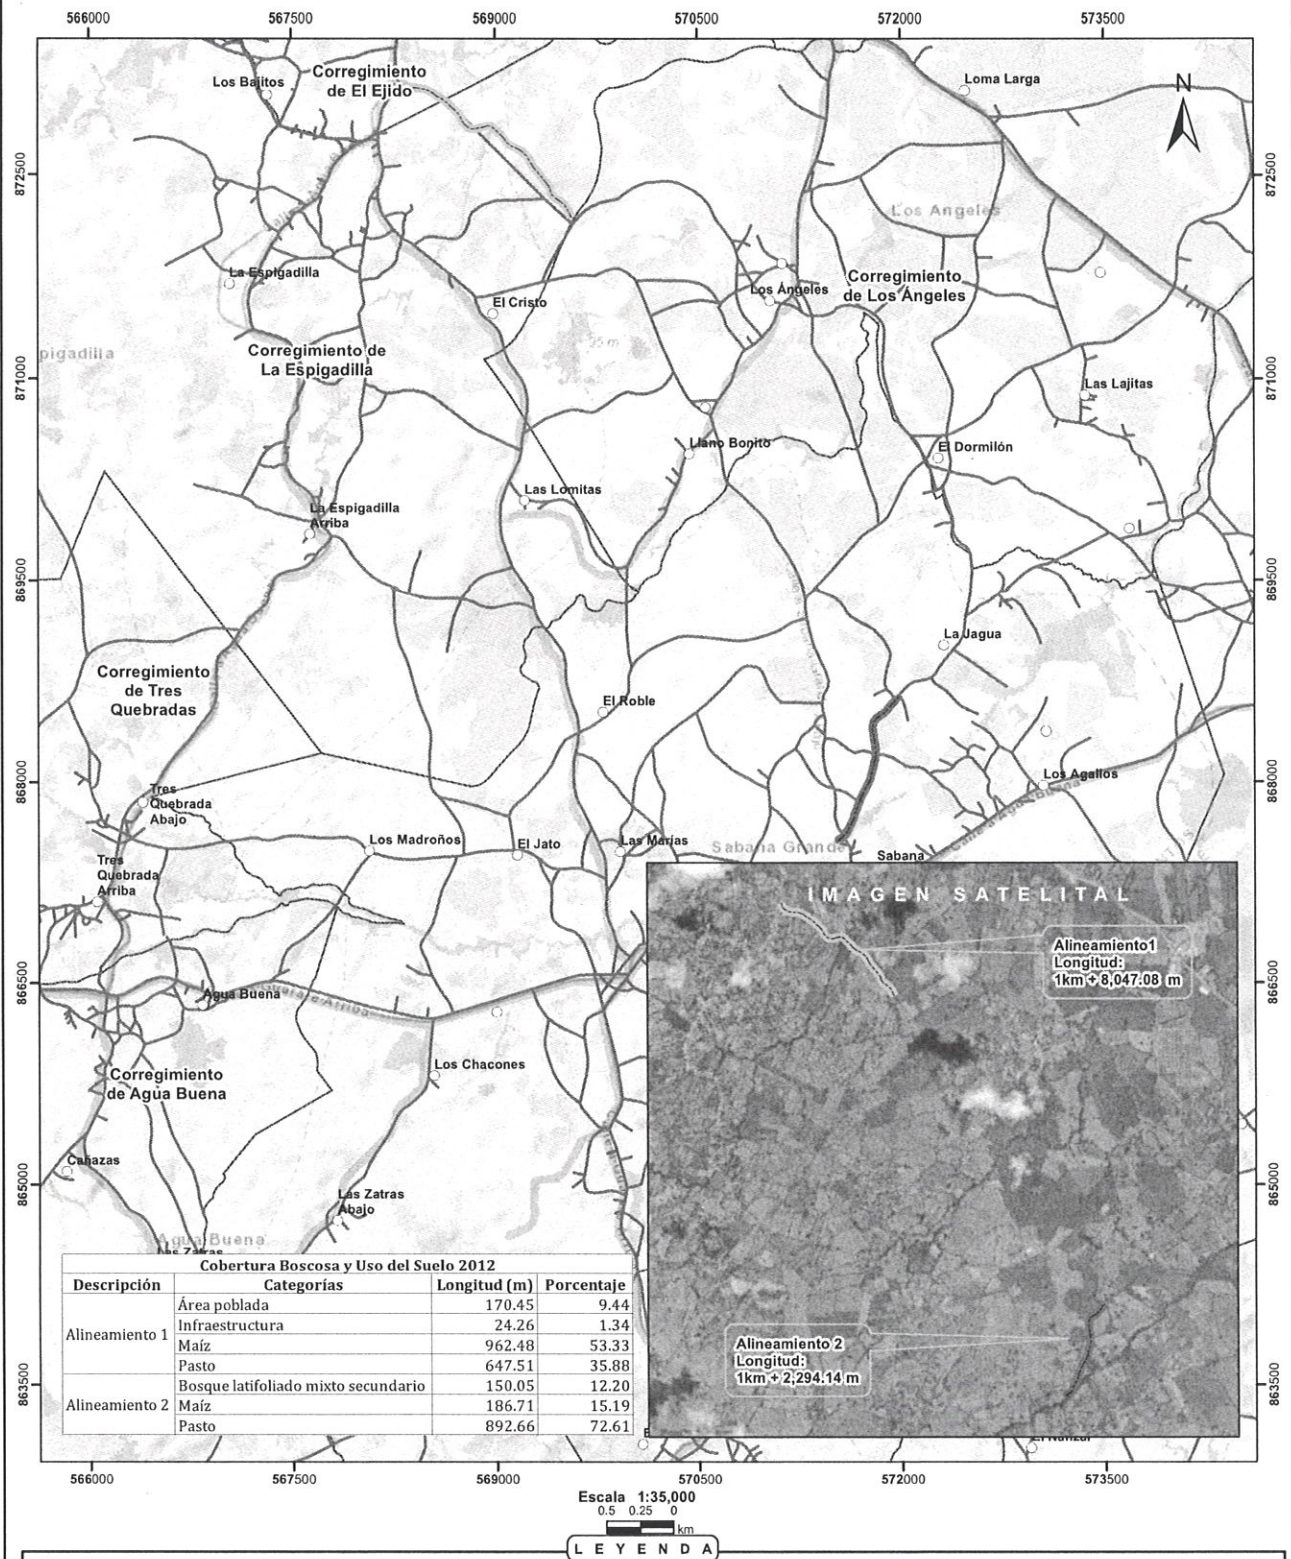 566000 567500 569000 570500 572000 573500
Los Bajitos
Corregimiento
de El Ejido
Loma Larga
N
872500
872500
Los Angeles
La Espigadilla
El Cristo
Los Ángeles
Corregimiento
de Los Ángeles
95 m
pigadilla
Corregimiento de
La Espigadilla
871000
871000
Las Lajitas
Llano Bonito
El Dormilón
Las Lomitas
La Espigadilla
Arriba
869500
869500
La Jagua
Corregimiento
de Tres
Quebradas
El Roble
868000
868000
Los Agallos
Tres
Quebrada
Abajo
Los Madroños
El Jato
Las Marías
Sabana Grande
Sabana
Tres
Quebrada
Arriba
IMAGEN SATELITAL
Alineamiento1
Longitud:
1km + 8,047.08 m
866500
866500
Agua Buena
Guararé Arriba
Los Chacones
Corregimiento
de Agua Buena
Cañazas
865000
865000
Las Zatras
Abajo
Agua Buena
Las Zatras
Cobertura Boscosa y Uso del Suelo 2012
Descripción Categorías Longitud (m) Porcentaje
Alineamiento 1
Área poblada 170.45 9.44
Infraestructura 24.26 1.34
Maíz 962.48 53.33
Pasto 647.51 35.88
Alineamiento 2
Bosque latifoliado mixto secundario 150.05 12.20
Maíz 186.71 15.19
Pasto 892.66 72.61
Alineamiento 2
Longitud:
1km + 2,294.14 m
863500
863500
566000 567500 569000 570500 572000 573500
Escala 1:35,000
0.5 0.25 0
km
LEYENDA